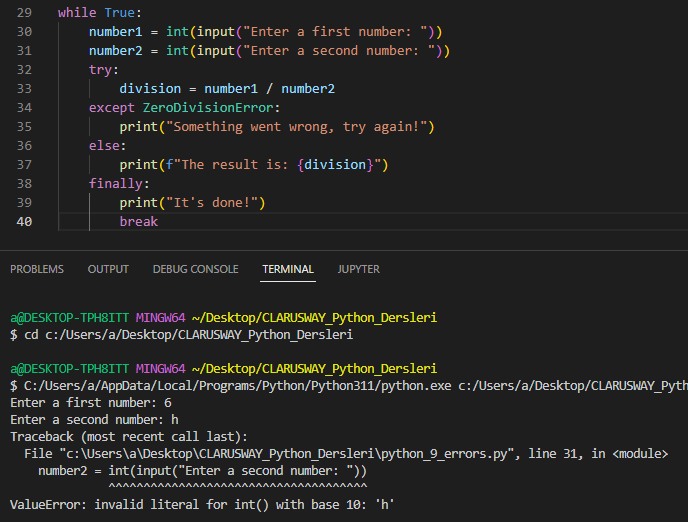 29 while True:
30     number1 = int(input("Enter a first number: "))
31     number2 = int(input("Enter a second number: "))
32     try:
33         division = number1 / number2
34     except ZeroDivisionError:
35         print("Something went wrong, try again!")
36     else:
37         print(f"The result is: {division}")
38     finally:
39         print("It's done!")
40         break
PROBLEMS OUTPUT DEBUG CONSOLE TERMINAL JUPYTER
a@DESKTOP-TPH8ITT MINGW64 ~/Desktop/CLARUSWAY_Python_Dersleri
$ cd c:/Users/a/Desktop/CLARUSWAY_Python_Dersleri
a@DESKTOP-TPH8ITT MINGW64 ~/Desktop/CLARUSWAY_Python_Dersleri
$ C:/Users/a/AppData/Local/Programs/Python/Python311/python.exe c:/Users/a/Desktop/CLARUSWAY_Pyth
Enter a first number: 6
Enter a second number: h
Traceback (most recent call last):
  File "c:\Users\a\Desktop\CLARUSWAY_Python_Dersleri\python_9_errors.py", line 31, in <module>
    number2 = int(input("Enter a second number: "))
              ^^^^^^^^^^^^^^^^^^^^^^^^^^^^^^^^^^^^^
ValueError: invalid literal for int() with base 10: 'h'